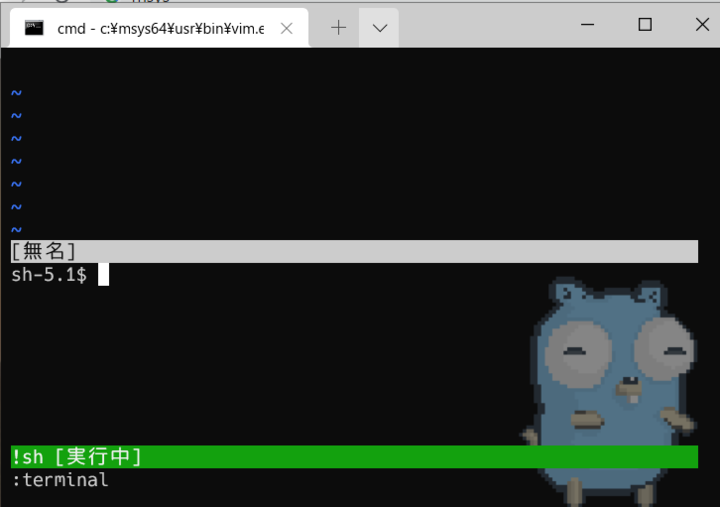 cmd - c:¥msys64¥usr¥bin¥vim.e
~
~
~
~
~
~
~
[無名]
sh-5.1$
!sh [実行中]
:terminal